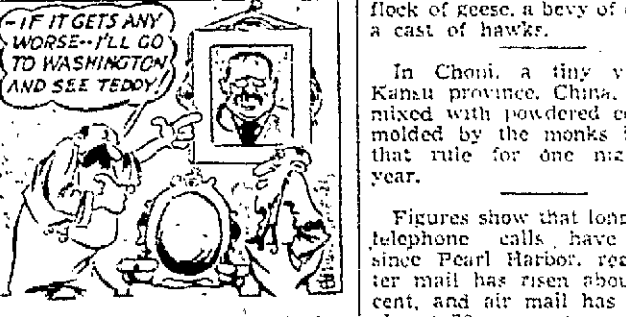 -IF IT GETS ANY
WORSE--I'LL GO
TO WASHINGTON
AND SEE TEDDY!
flock of geese, a bevy of
a cast of hawks.
In Choni, a tiny
Kansu province, China,
mixed with powdered
molded by the monks
that rule for one
year.
Figures show that
telephone calls have
since Pearl Harbor,
ter mail has risen
cent, and air mail has